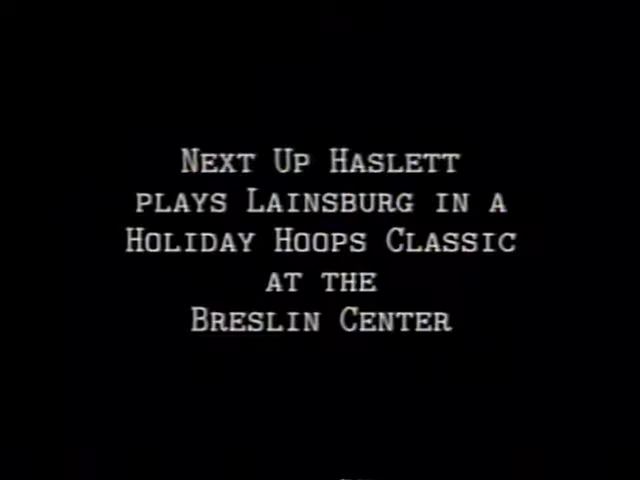 Next Up Haslett
plays Lainsburg in a
Holiday Hoops Classic
at the
Breslin Center